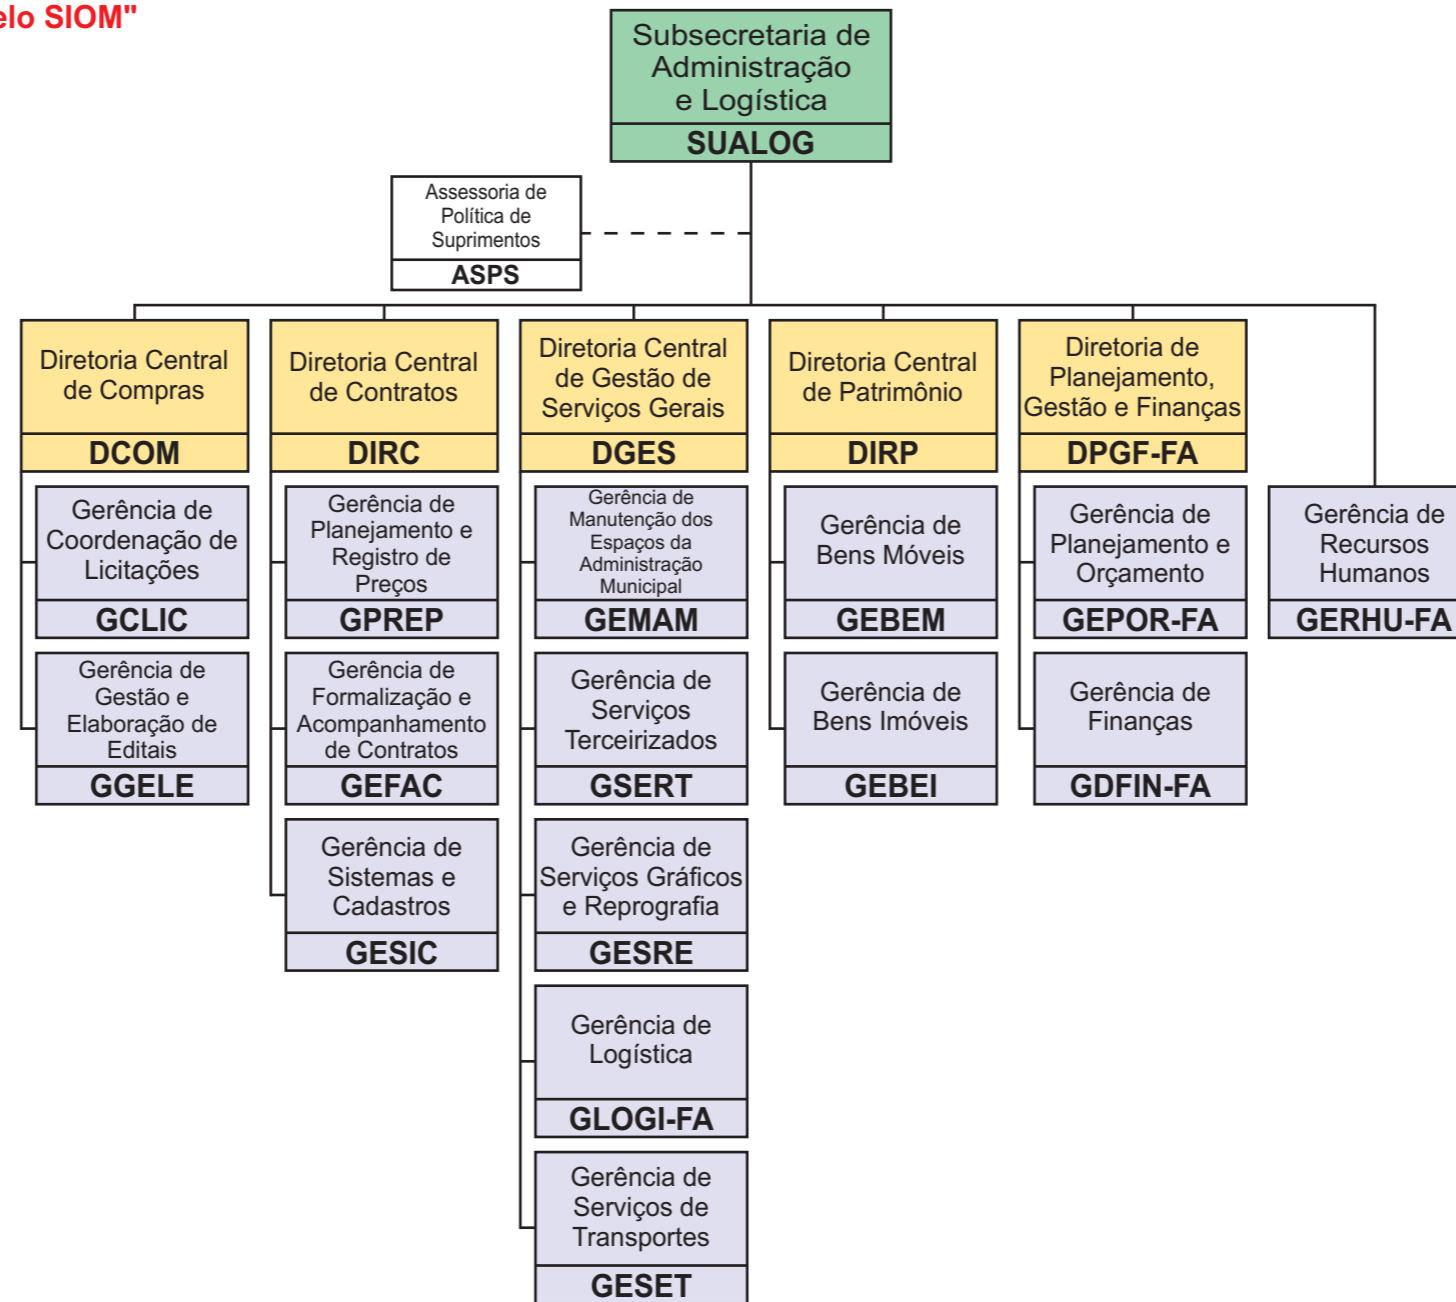 elo SIOM"
Subsecretaria de
Administração
e Logística
SUALOG
Assessoria de
Política de
Suprimentos
ASPS
Diretoria Central
de Compras
DCOM
Gerência de
Coordenação de
Licitações
GCLIC
Gerência de
Gestão e
Elaboração de
Editais
GGELE
Diretoria Central
de Contratos
DIRC
Gerência de
Planejamento e
Registro de
Preços
GPREP
Gerência de
Formalização e
Acompanhamento
de Contratos
GEFAC
Gerência de
Sistemas e
Cadastros
GESIC
Diretoria Central
de Gestão de
Serviços Gerais
DGES
Gerência de
Manutenção dos
Espaços da
Administração
Municipal
GEMAM
Gerência de
Serviços
Terceirizados
GSERT
Gerência de
Serviços Gráficos
e Reprografia
GESRE
Gerência de
Logística
GLOGI-FA
Gerência de
Serviços de
Transportes
GESET
Diretoria Central
de Patrimônio
DIRP
Gerência de
Bens Móveis
GEBEM
Gerência de
Bens Imóveis
GEBEI
Diretoria de
Planejamento,
Gestão e Finanças
DPGF-FA
Gerência de
Planejamento e
Orçamento
GEPOR-FA
Gerência de
Finanças
GDFIN-FA
Gerência de
Recursos
Humanos
GERHU-FA